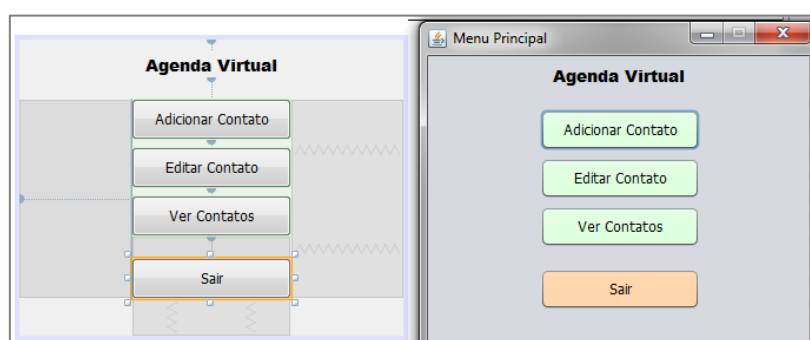 Agenda Virtual
Adicionar Contato
Editar Contato
Ver Contatos
Sair
Menu Principal
Agenda Virtual
Adicionar Contato
Editar Contato
Ver Contatos
Sair